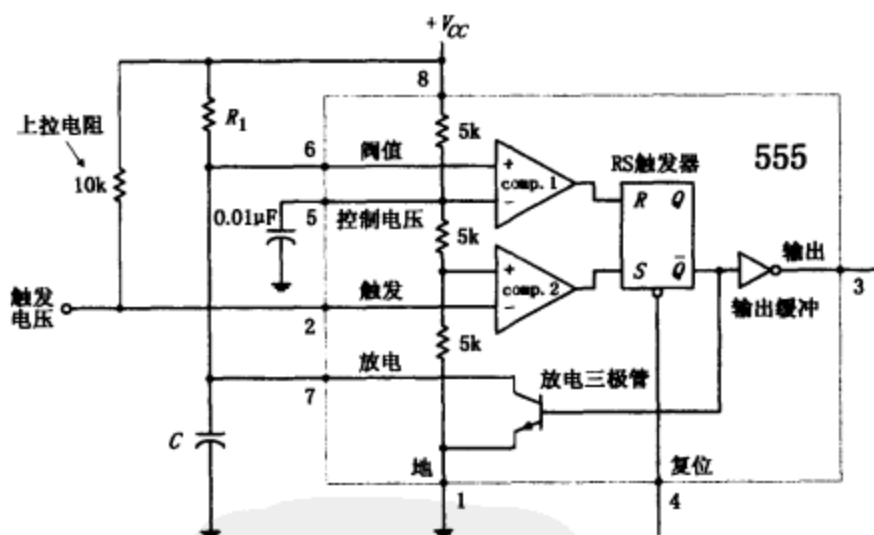 +V_CC
8
上拉电阻
R₁
5k
RS触发器
555
6
阀值
10k
comp.1
+
-
R
Q
0.01μF
5
控制电压
5k
S
Q̄
输出
3
触发
电压
触发
2
comp.2
+
-
输出缓冲
5k
放电
7
放电三极管
C
地
1
复位
4